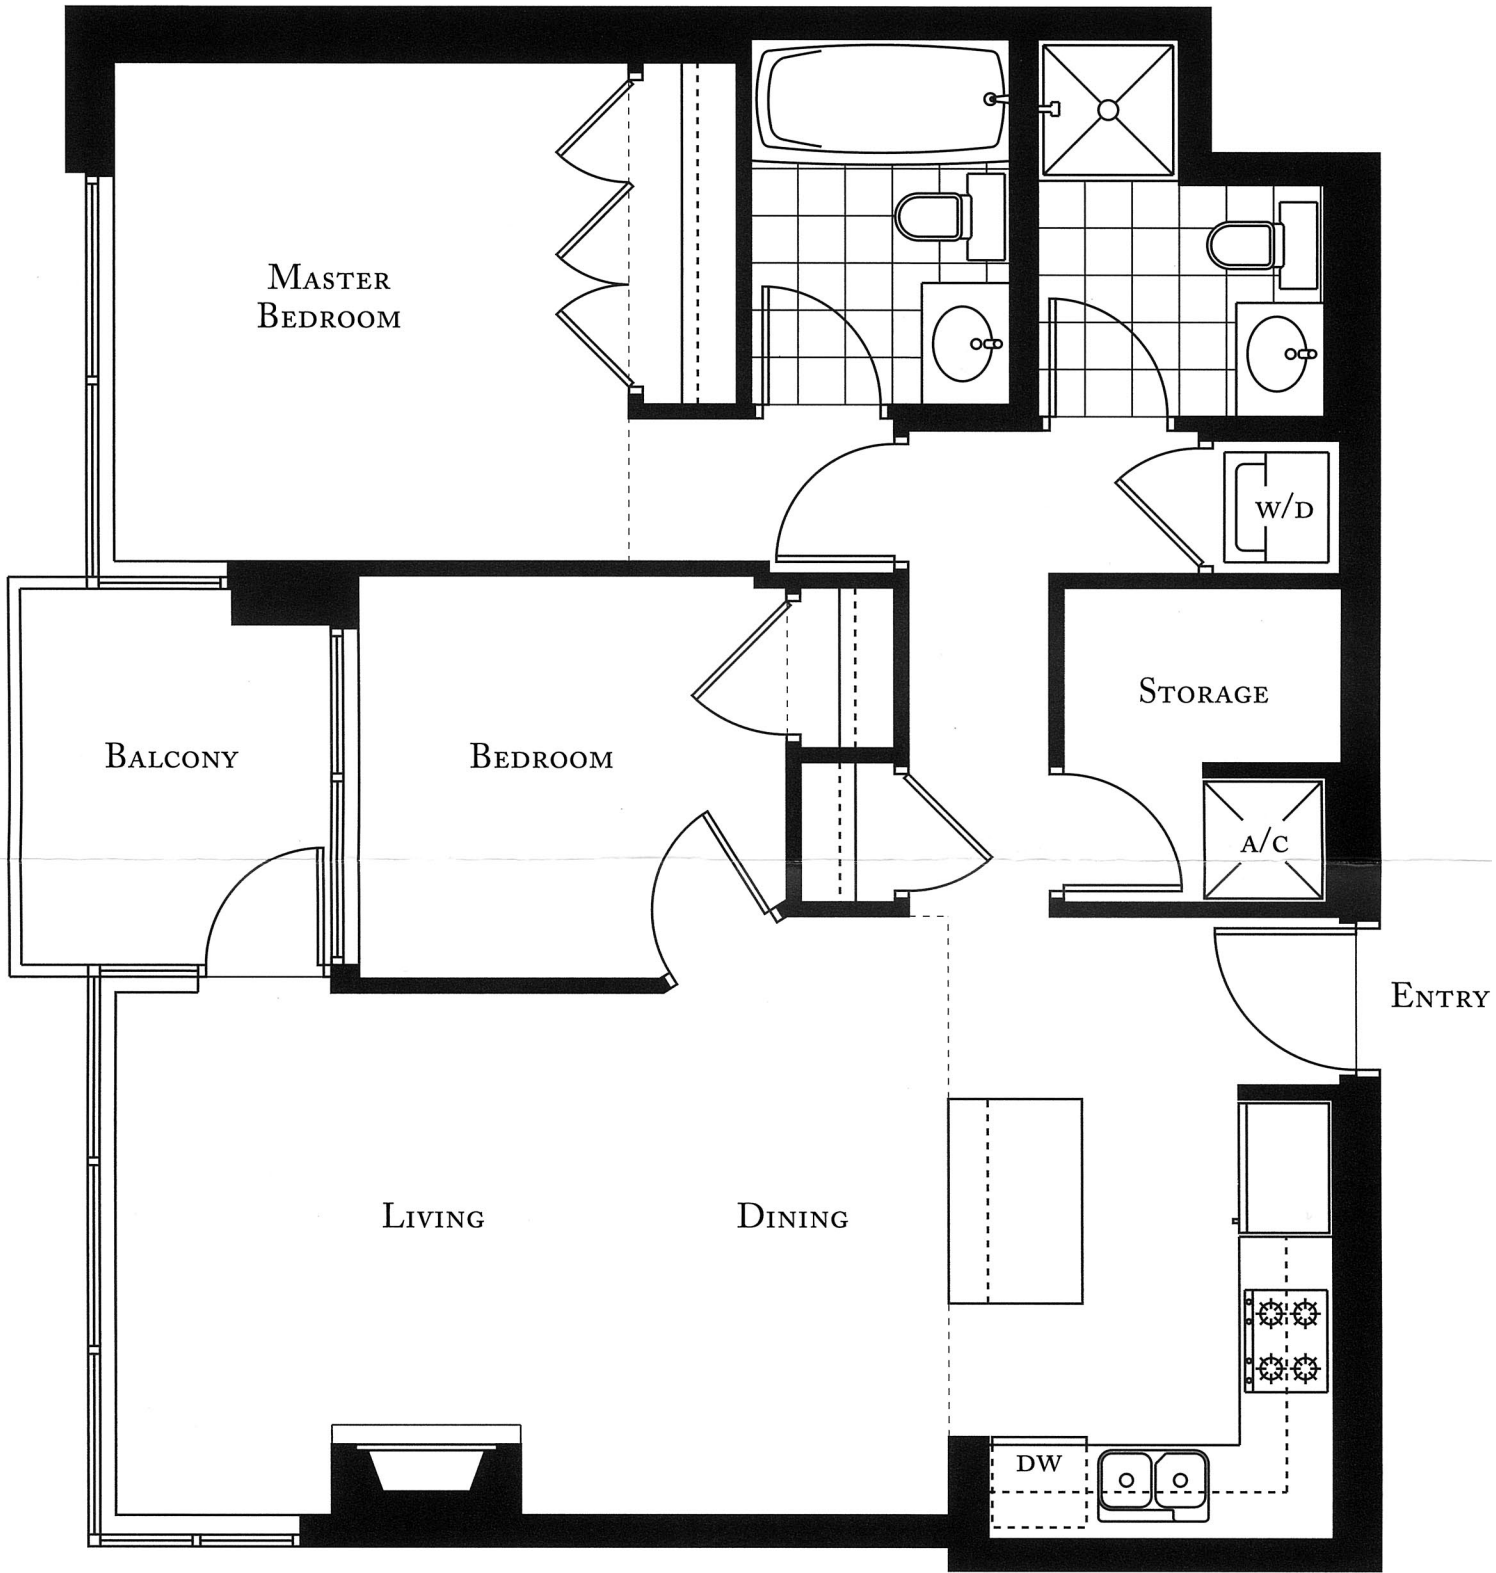 MASTER
BEDROOM
W/D
STORAGE
BALCONY
BEDROOM
A/C
ENTRY
LIVING
DINING
DW